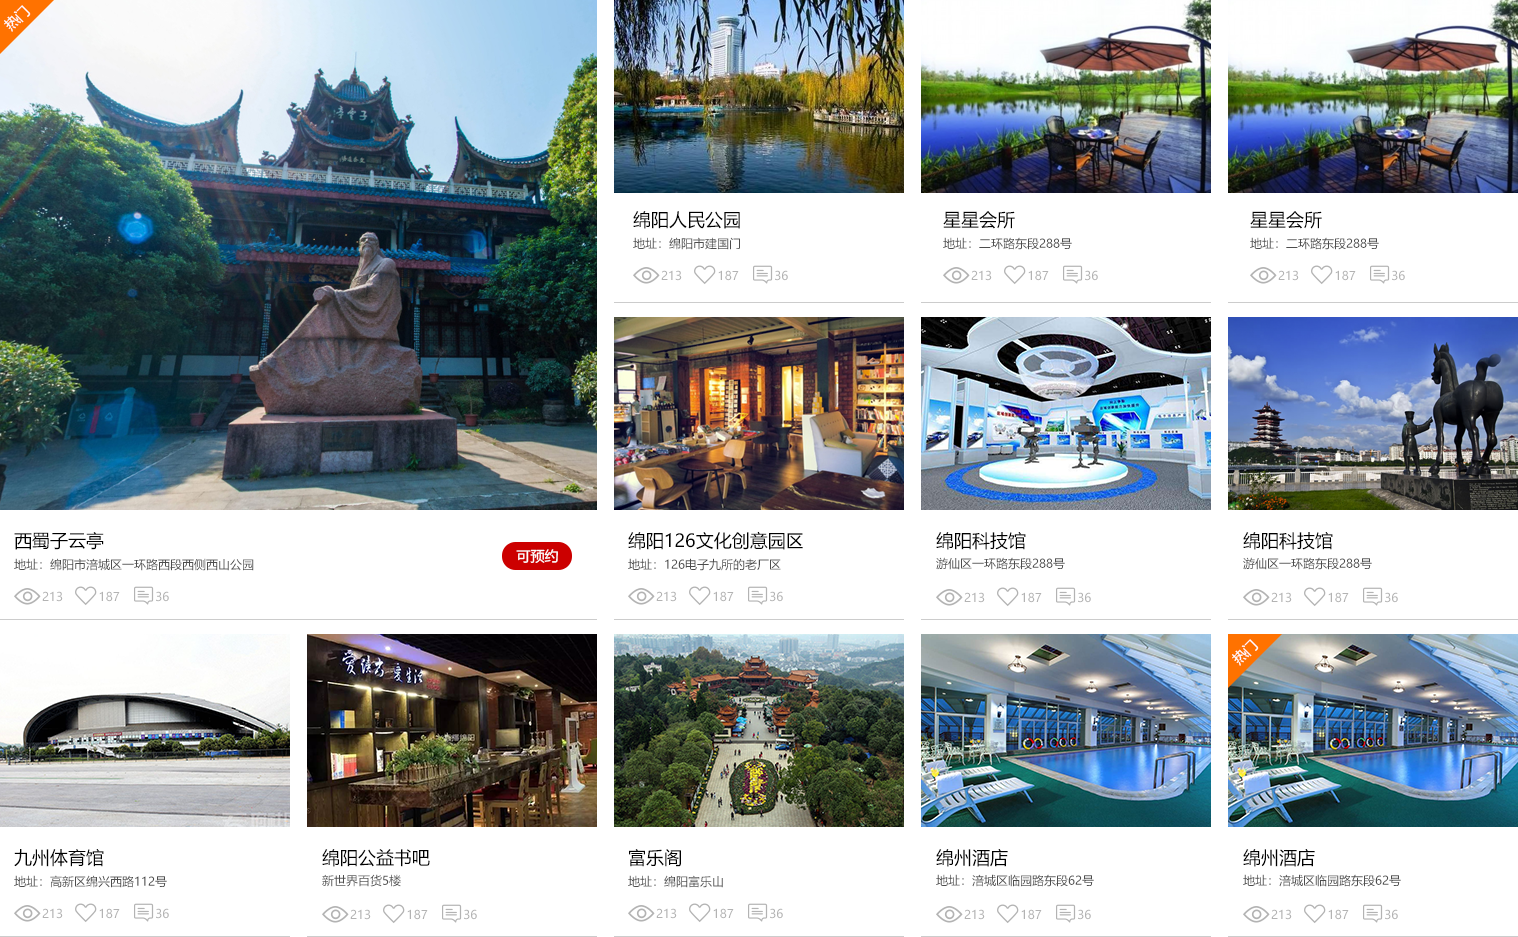 热门
子雲亭
西蜀子云亭
地址：绵阳市涪城区一环路西段西侧西山公园
可预约
213 187 36
绵阳人民公园
地址：绵阳市建国门
213 187 36
星星会所
地址：二环路东段288号
213 187 36
星星会所
地址：二环路东段288号
213 187 36
绵阳126文化创意园区
地址：126电子九所的老厂区
213 187 36
绵阳科技馆
游仙区一环路东段288号
213 187 36
绵阳科技馆
游仙区一环路东段288号
213 187 36
九州体育馆
地址：高新区绵兴西路112号
213 187 36
爱读书 爱生活
绵阳公益书吧
新世界百货5楼
213 187 36
富乐阁
地址：绵阳富乐山
213 187 36
绵州酒店
地址：涪城区临园路东段62号
213 187 36
热门
绵州酒店
地址：涪城区临园路东段62号
213 187 36